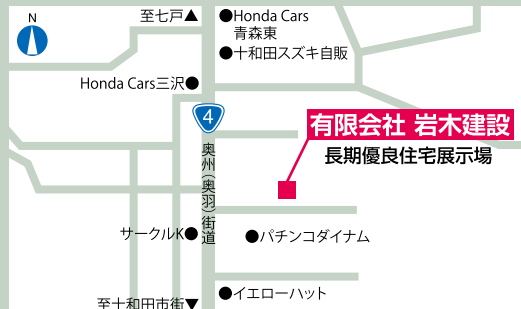 N
至七戸▲
●Honda Cars
青森東
●十和田スズキ自販
Honda Cars三沢●
4
有限会社 岩木建設
長期優良住宅展示場
奥州(奥羽)街道
サークルK●
●パチンコダイナム
●イエローハット
至十和田市街▼